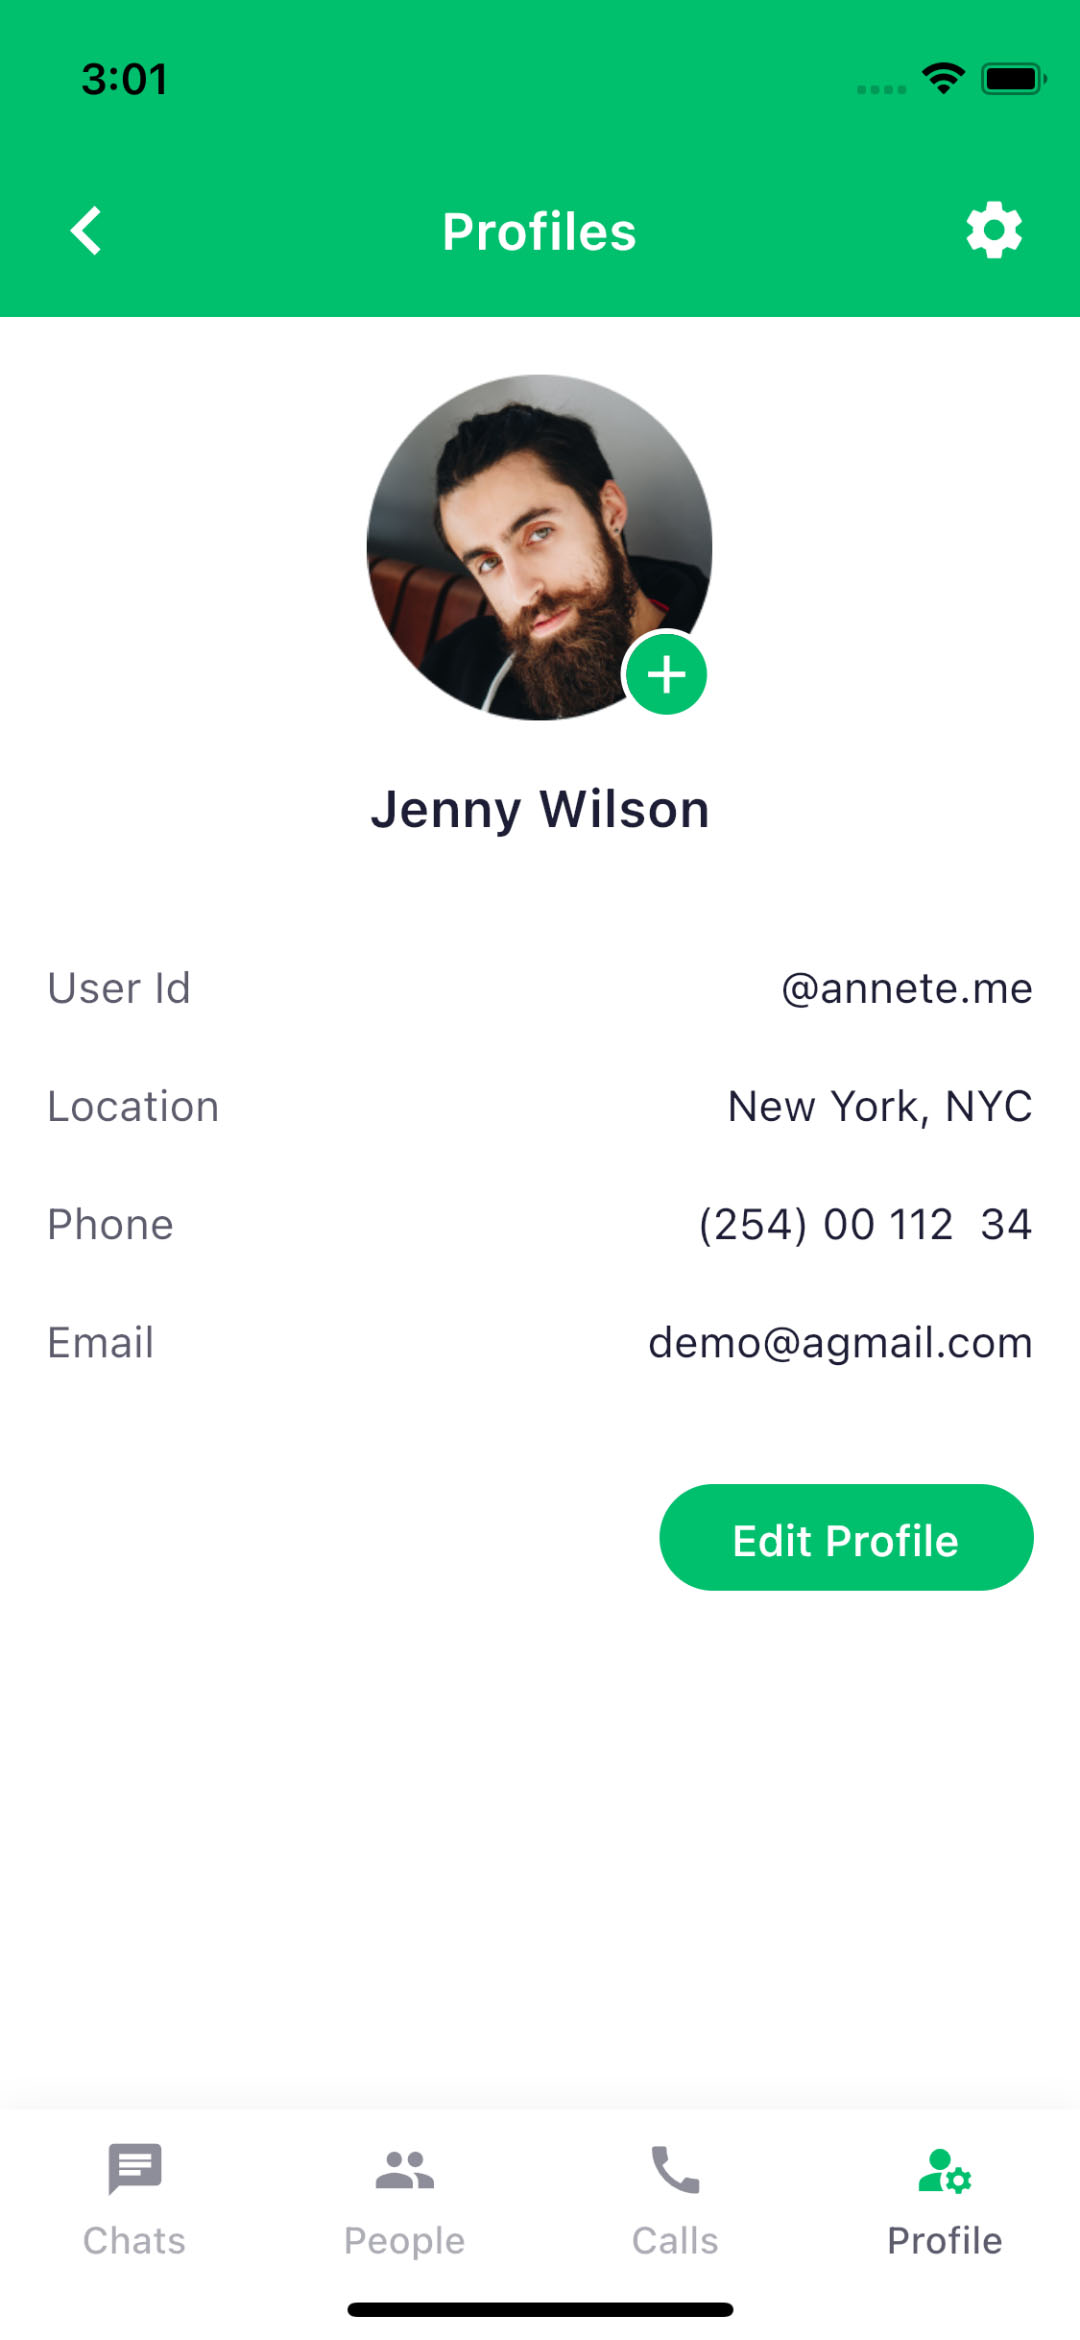 3:01
Profiles
Jenny Wilson
User Id @annete.me
Location New York, NYC
Phone (254) 00 112  34
Email demo@agmail.com
Edit Profile
Chats People Calls Profile